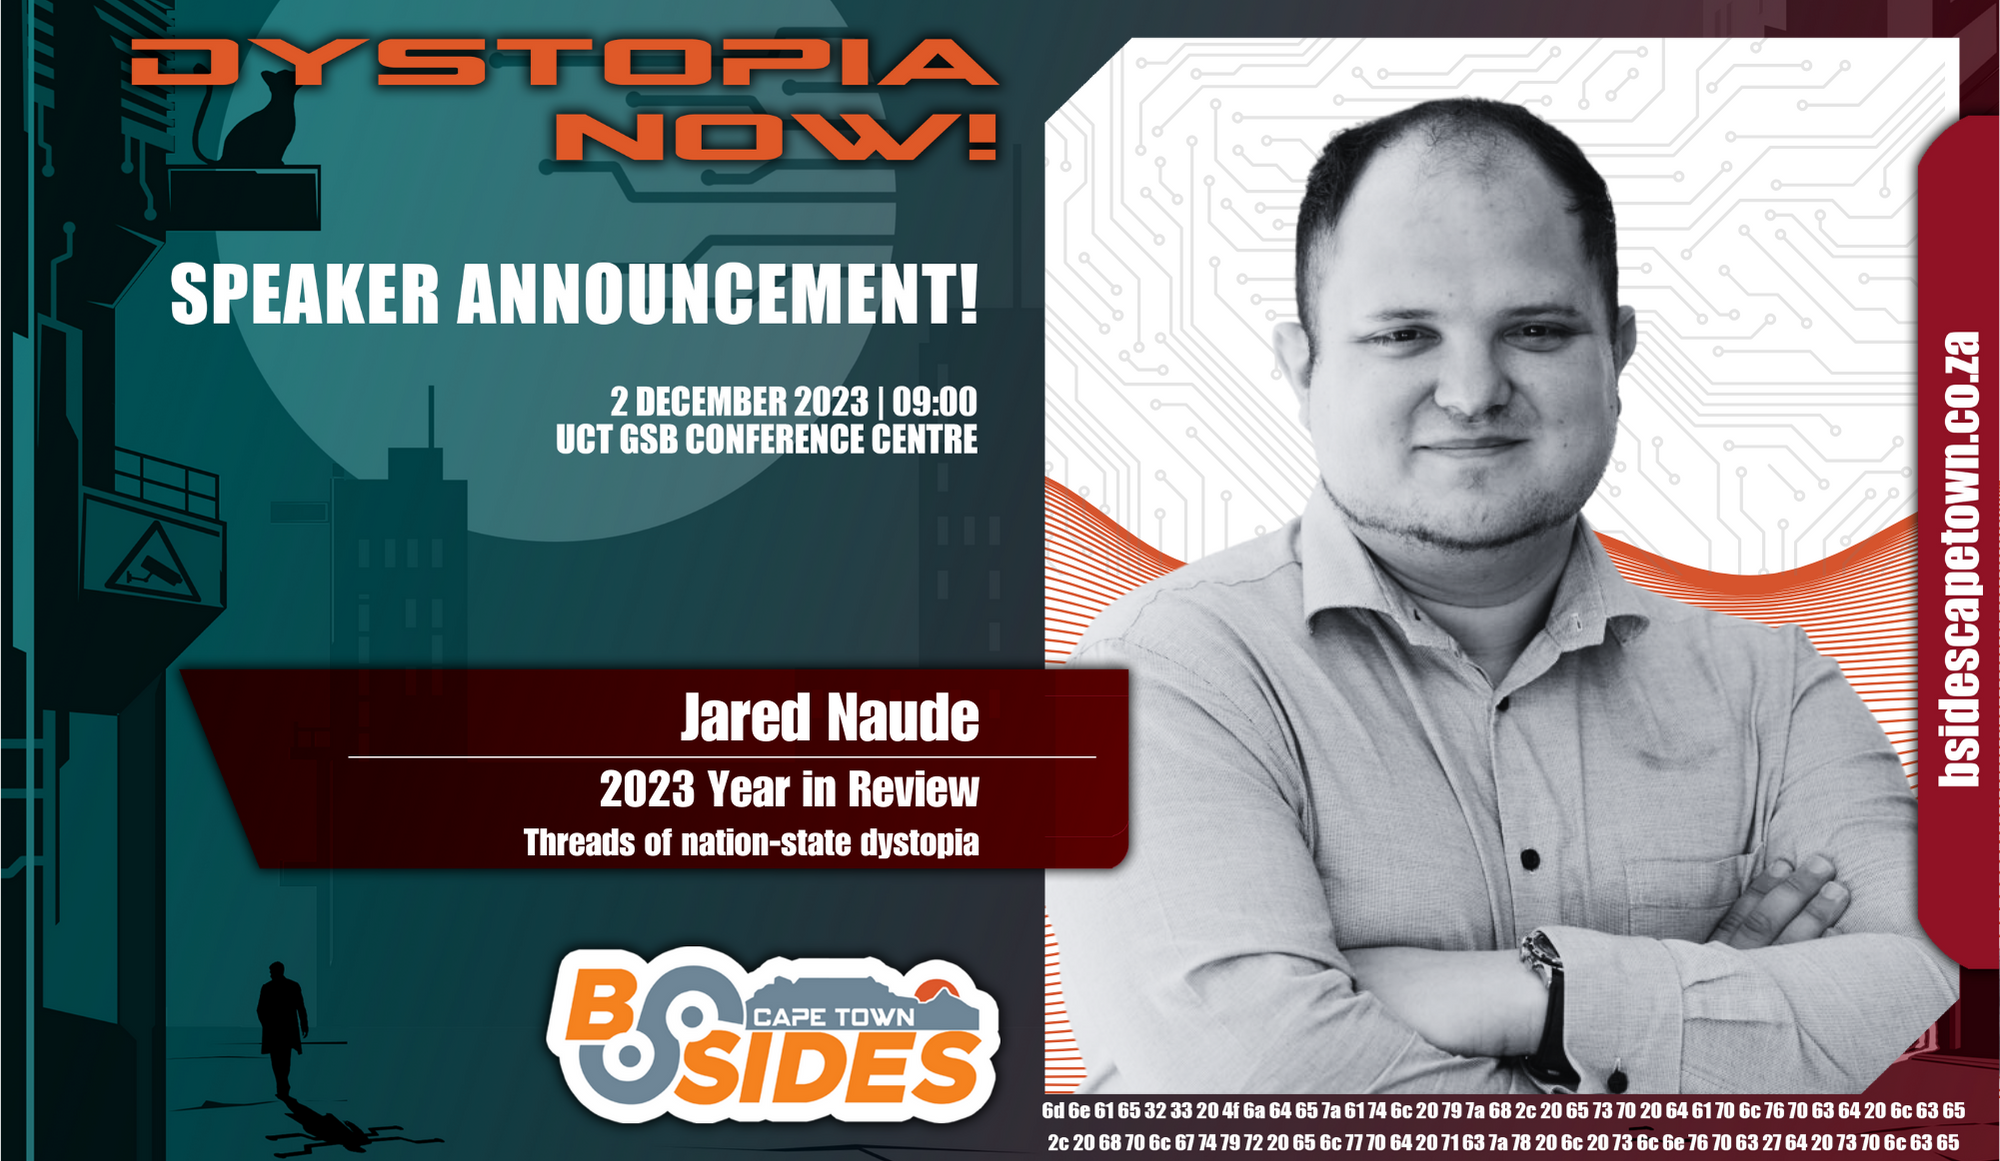 DYSTOPIA
NOW!
SPEAKER ANNOUNCEMENT!
2 DECEMBER 2023 | 09:00
UCT GSB CONFERENCE CENTRE
Jared Naude
2023 Year in Review
Threads of nation-state dystopia
B SIDES
CAPE TOWN
bsidescapetown.co.za
6d 6e 61 65 32 33 20 4f 6a 64 65 7a 61 74 6c 20 79 7a 68 2c 20 65 73 70 20 64 61 70 6c 76 70 63 64 20 6c 63 65
2c 20 68 70 6c 67 74 79 72 20 65 6c 77 70 64 20 71 63 7a 78 20 6c 20 73 6c 6e 76 70 63 27 64 20 73 70 6c 63 65